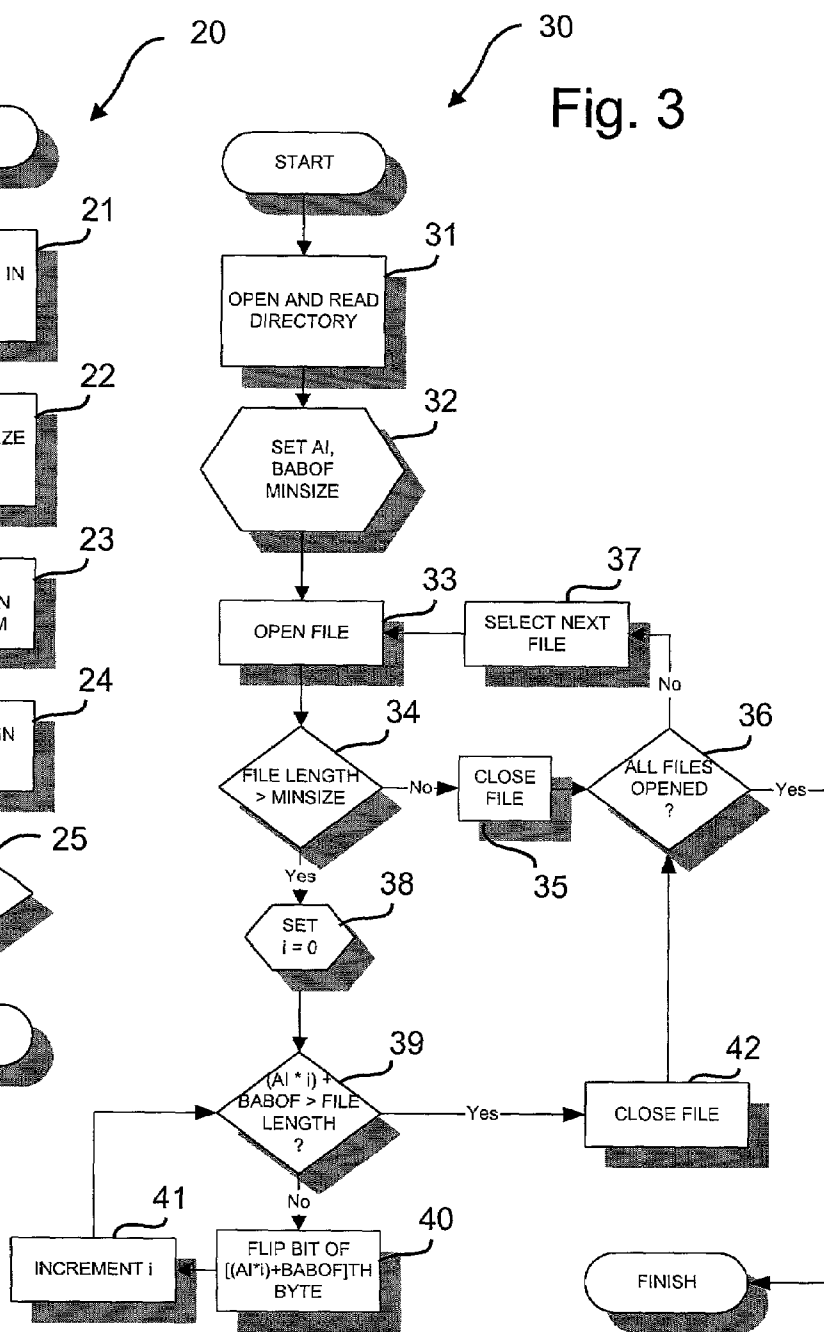 20
30
Fig. 3
START
21
31
IN
OPEN AND READ
DIRECTORY
22
32
ZE
SET AI,
BABOF
MINSIZE
23
33
37
N
M
OPEN FILE
SELECT NEXT
FILE
No
24
34
36
FILE LENGTH
> MINSIZE
No
CLOSE
FILE
ALL FILES
OPENED
?
Yes
35
25
Yes
38
SET
i = 0
39
42
(AI * i) +
BABOF > FILE
LENGTH
?
Yes
CLOSE FILE
No
41
40
INCREMENT i
FLIP BIT OF
[(AI*i)+BABOF]TH
BYTE
FINISH